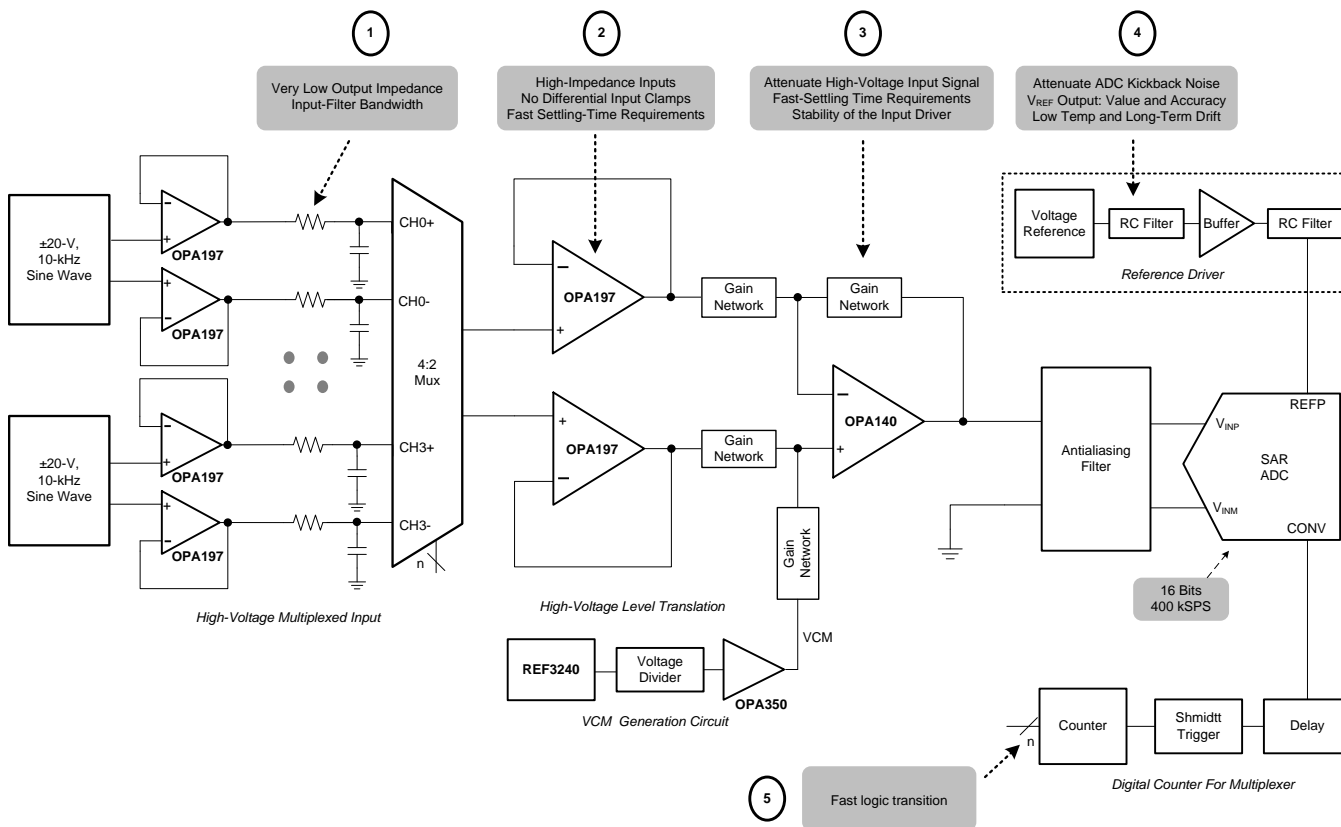 1
2
3
4
Very Low Output Impedance
Input-Filter Bandwidth
High-Impedance Inputs
No Differential Input Clamps
Fast Settling-Time Requirements
Attenuate High-Voltage Input Signal
Fast-Settling Time Requirements
Stability of the Input Driver
Attenuate ADC Kickback Noise
VREF Output: Value and Accuracy
Low Temp and Long-Term Drift
±20-V,
10-kHz
Sine Wave
OPA197
OPA197
CH0+
CH0-
±20-V,
10-kHz
Sine Wave
OPA197
OPA197
CH3+
CH3-
4:2
Mux
n
High-Voltage Multiplexed Input
OPA197
OPA197
High-Voltage Level Translation
Gain
Network
Gain
Network
Gain
Network
Gain
Network
OPA140
VCM
REF3240
Voltage
Divider
OPA350
VCM Generation Circuit
Voltage
Reference
RC Filter
Buffer
RC Filter
Reference Driver
Antialiasing
Filter
REFP
VINP
SAR
ADC
VINM
CONV
16 Bits
400 kSPS
n
Counter
Shmidtt
Trigger
Delay
Digital Counter For Multiplexer
5
Fast logic transition